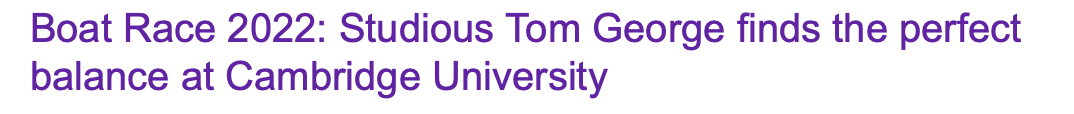 Boat Race 2022: Studious Tom George finds the perfect
balance at Cambridge University